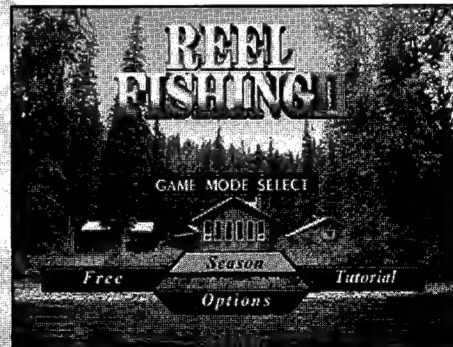 REEL
FISHING II
GAME MODE SELECT
Season
Free
Tutorial
Options